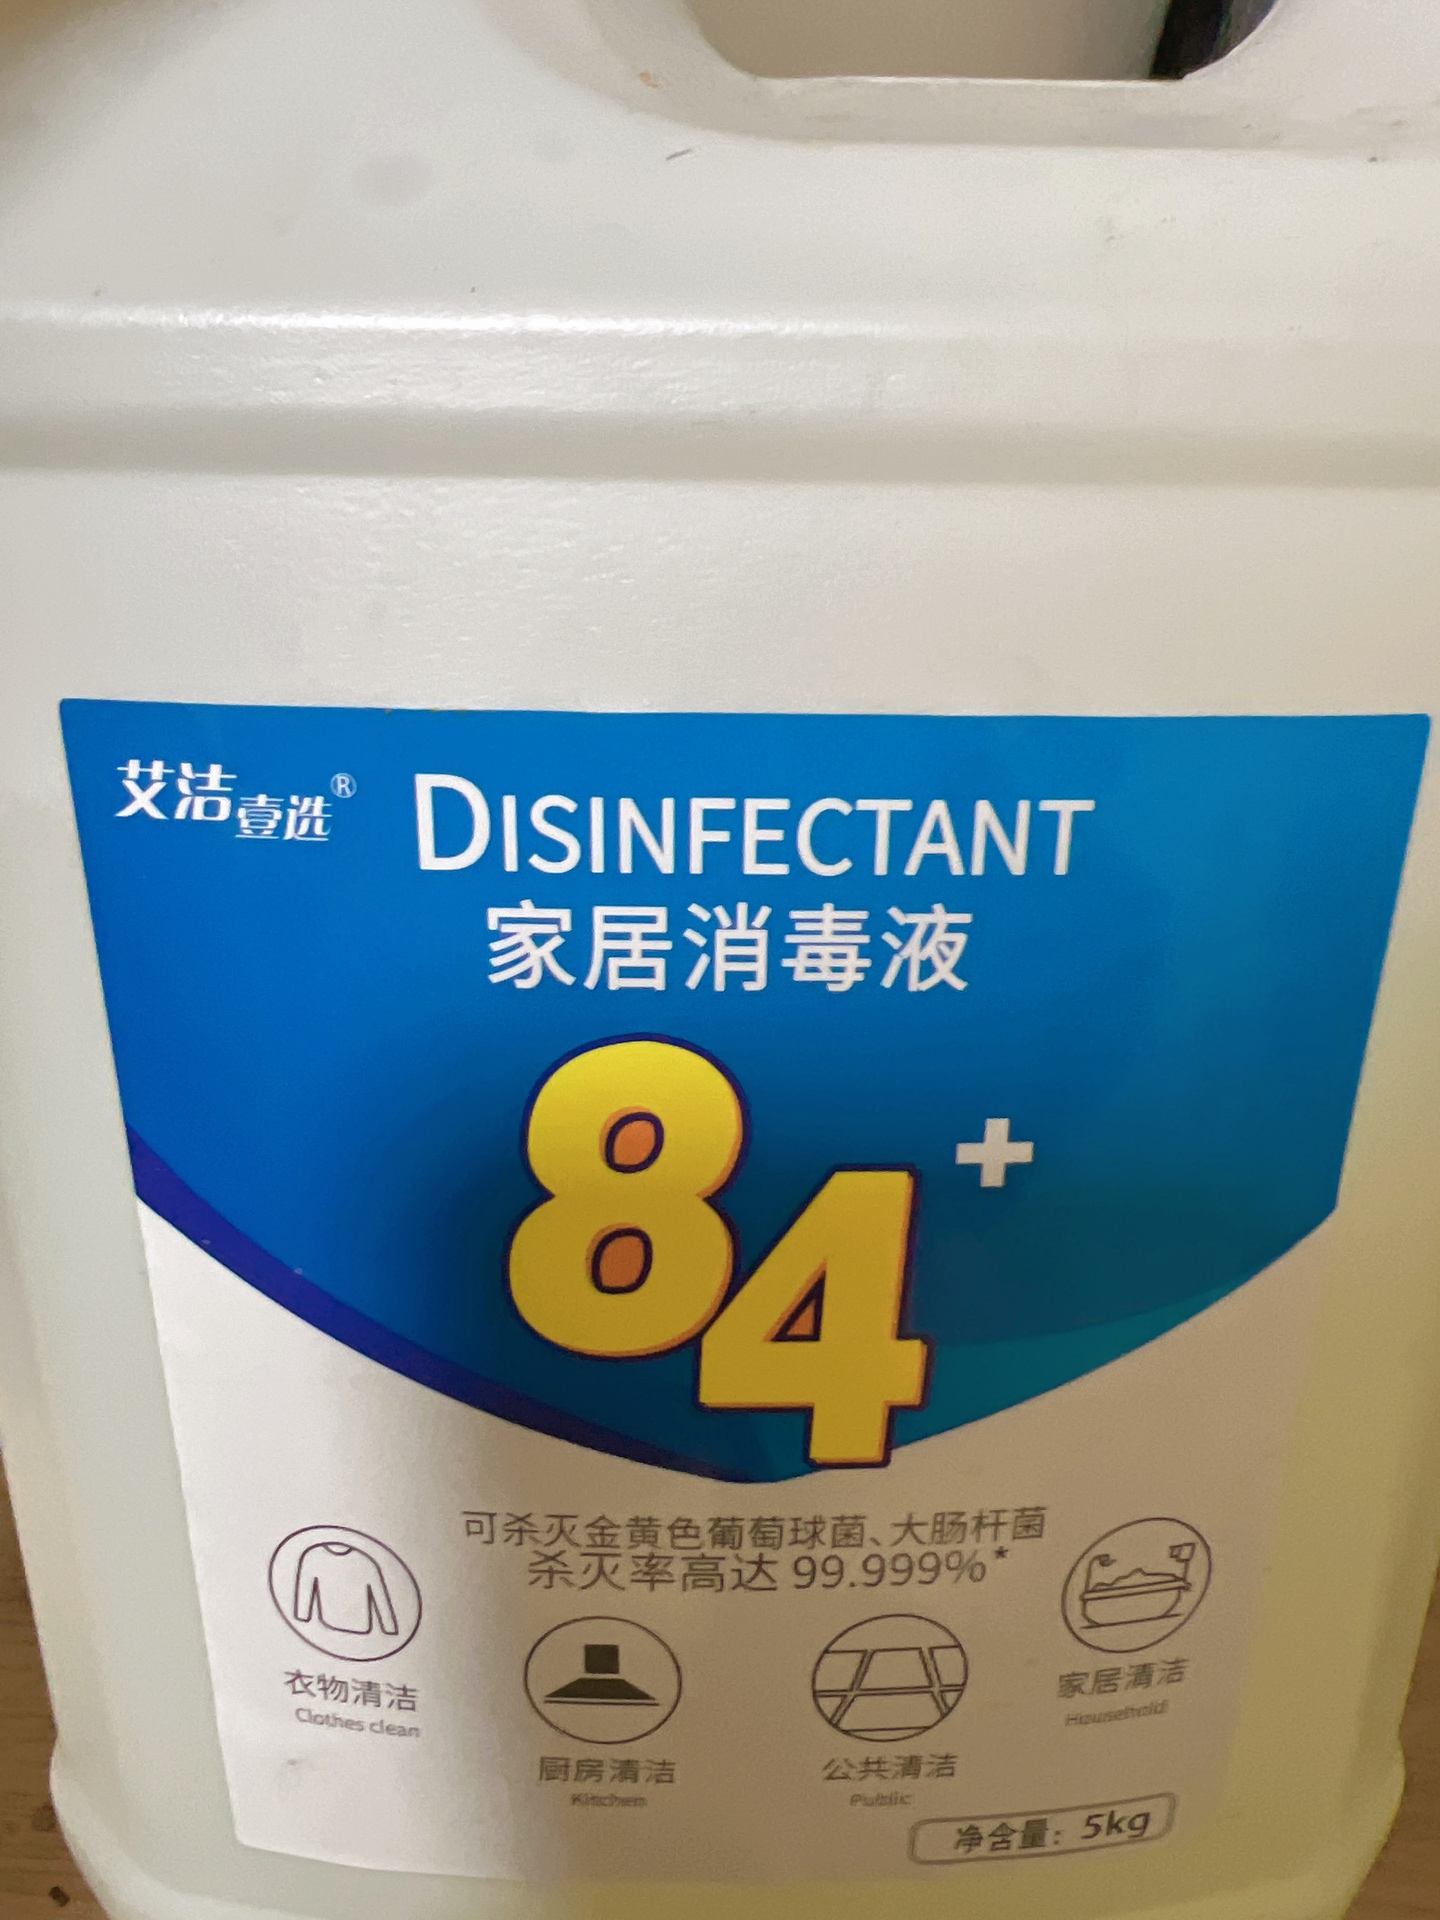 艾洁壹选®
DISINFECTANT
家居消毒液
84+
可杀灭金黄色葡萄球菌、大肠杆菌
杀灭率高达 99.999%*
衣物清洁
Clothes clean
厨房清洁
Kitchen
公共清洁
Public
家居清洁
Household
净含量：5kg